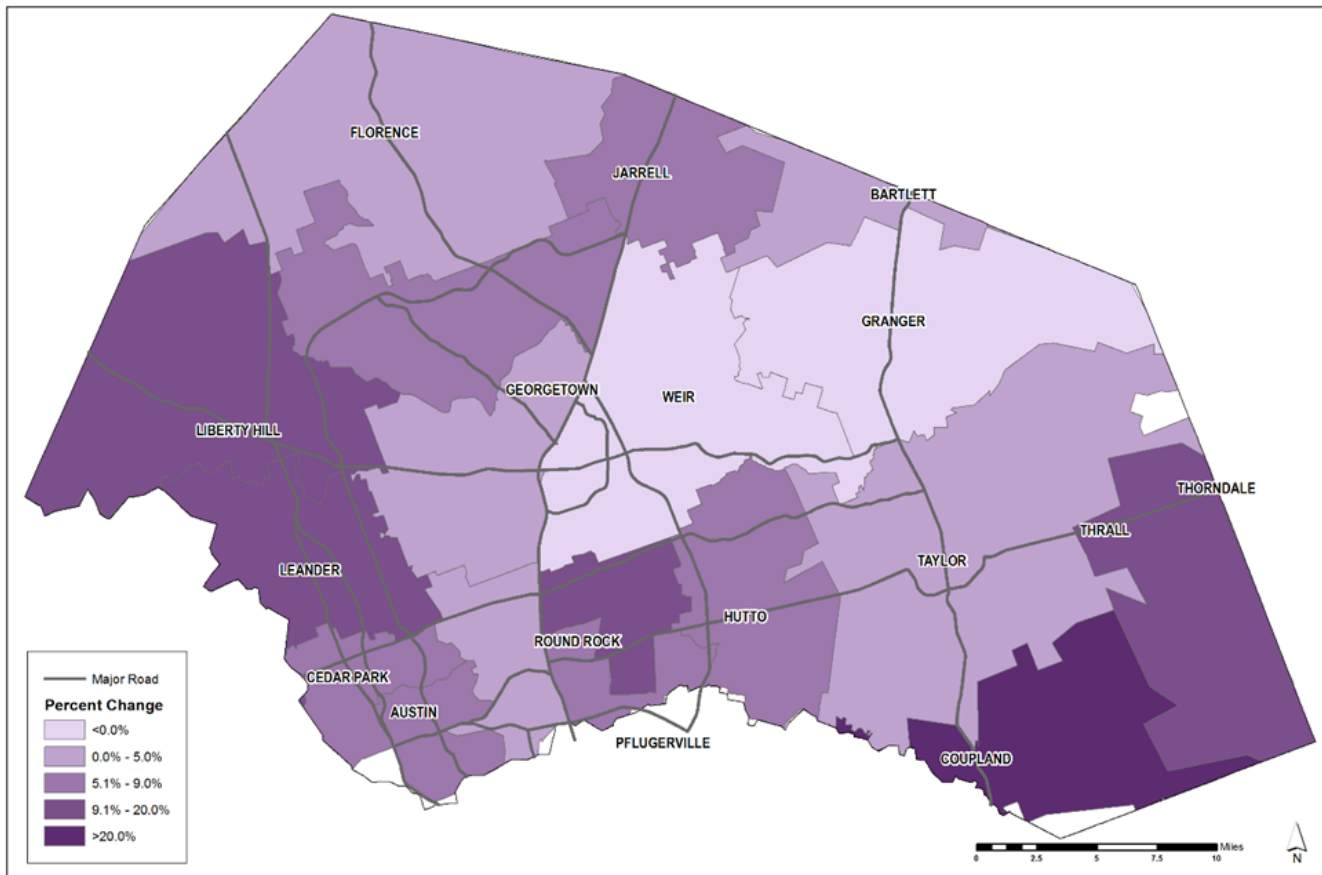 FLORENCE
JARRELL
BARTLETT
GRANGER
GEORGETOWN
WEIR
LIBERTY HILL
THORNDALE
THRALL
TAYLOR
LEANDER
HUTTO
ROUND ROCK
CEDAR PARK
AUSTIN
PFLUGERVILLE
COUPLAND
Major Road
Percent Change
<0.0%
0.0% - 5.0%
5.1% - 9.0%
9.1% - 20.0%
>20.0%
Miles
0 2.5 5 7.5 10
N